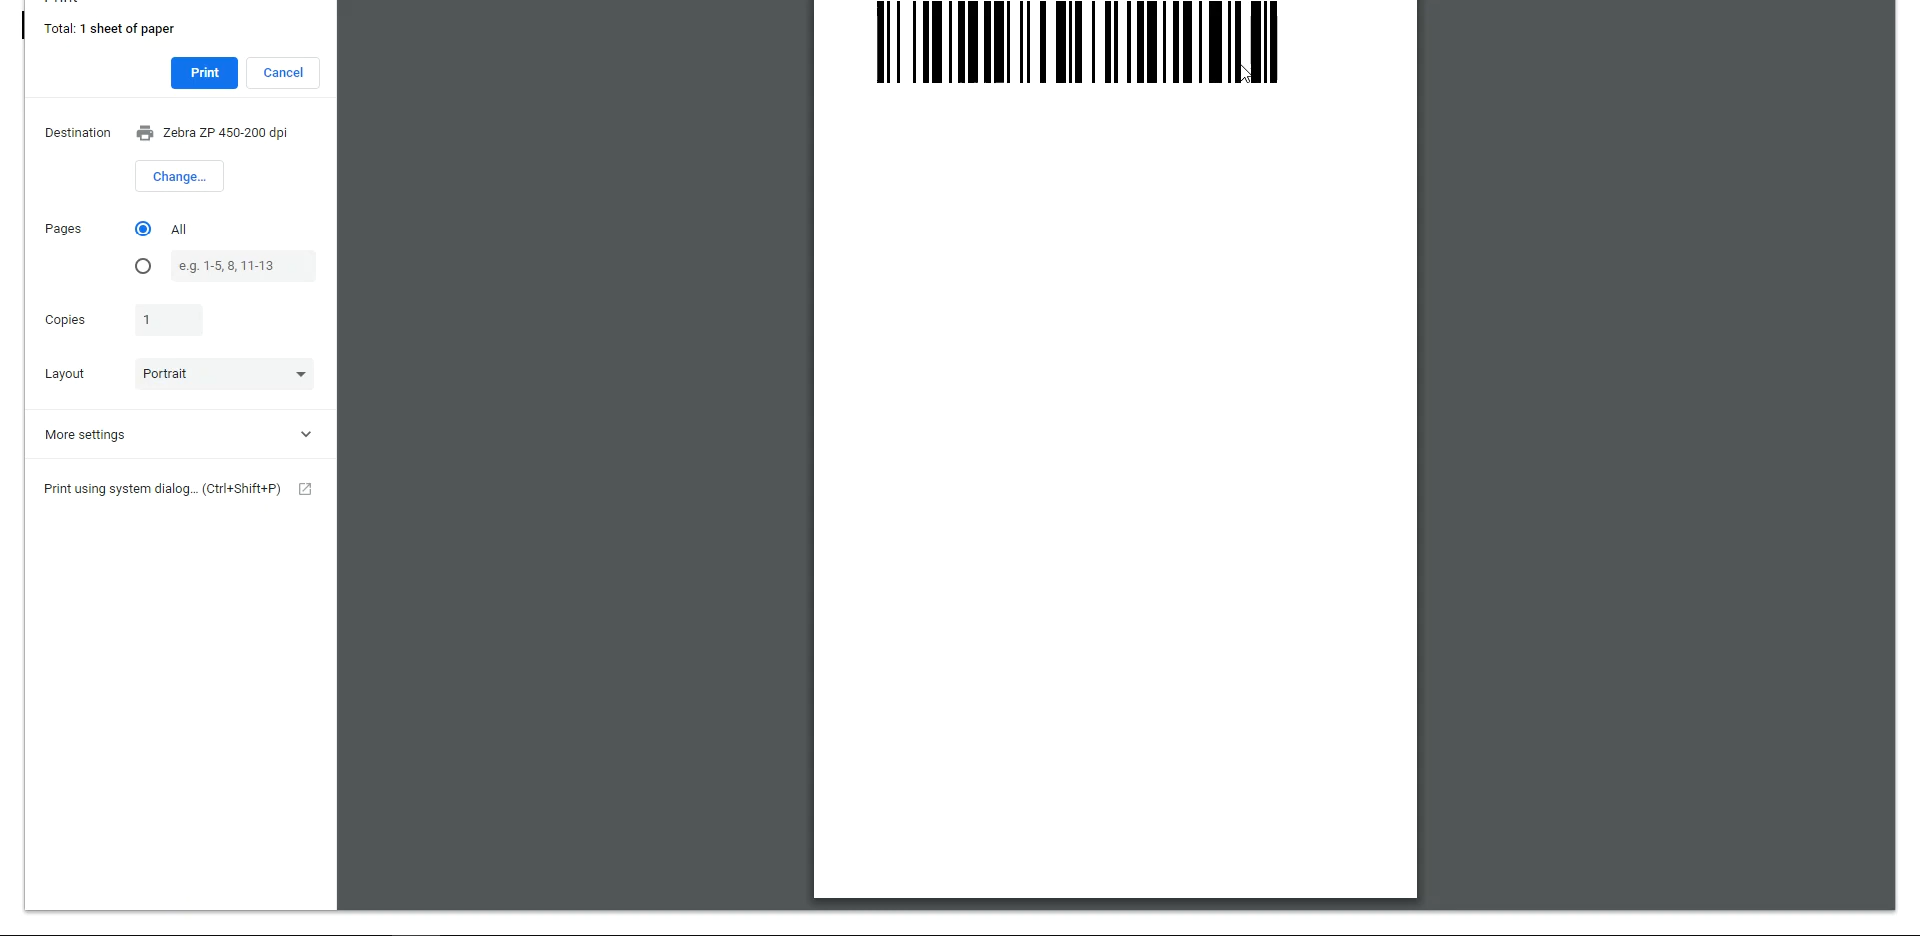 Total: 1 sheet of paper
Print
Cancel
Destination
Zebra ZP 450-200 dpi
Change...
Pages
All
e.g. 1-5, 8, 11-13
Copies
1
Layout
Portrait
More settings
Print using system dialog... (Ctrl+Shift+P)